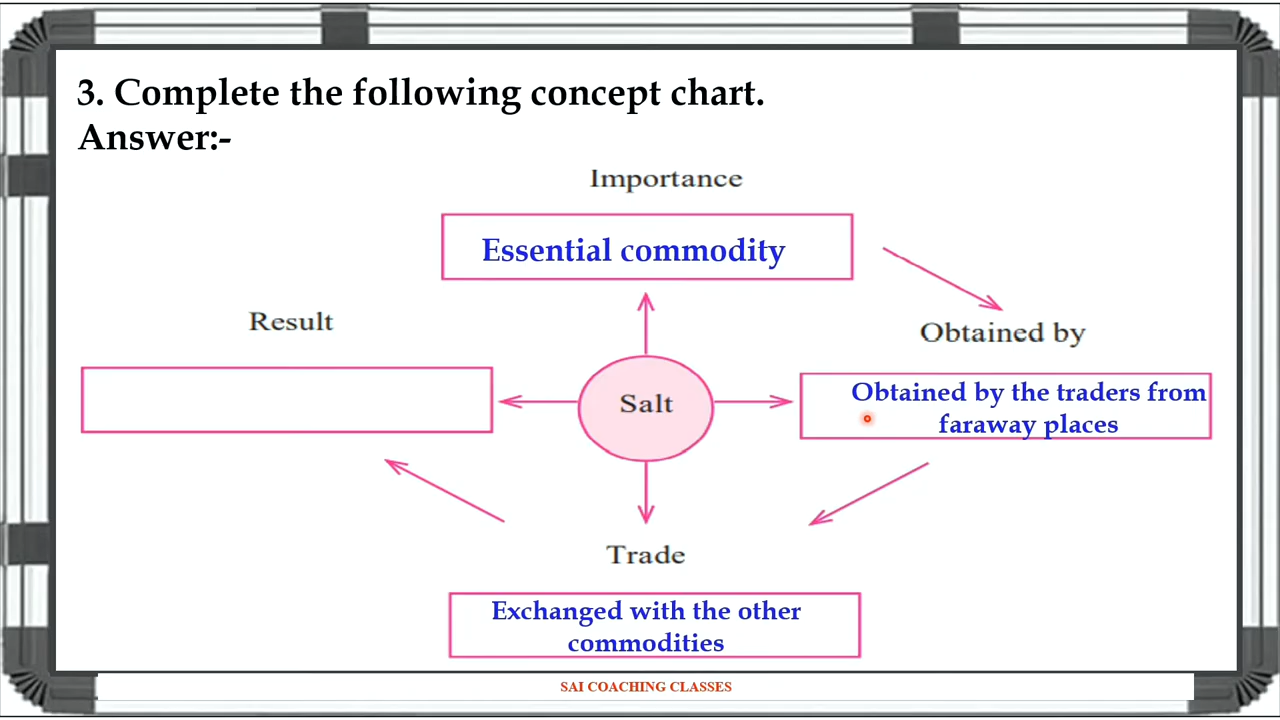 3. Complete the following concept chart.
Answer:-
Importance
Essential commodity
Result
Obtained by
Obtained by the traders from
faraway places
Salt
Trade
Exchanged with the other
commodities
SAI COACHING CLASSES